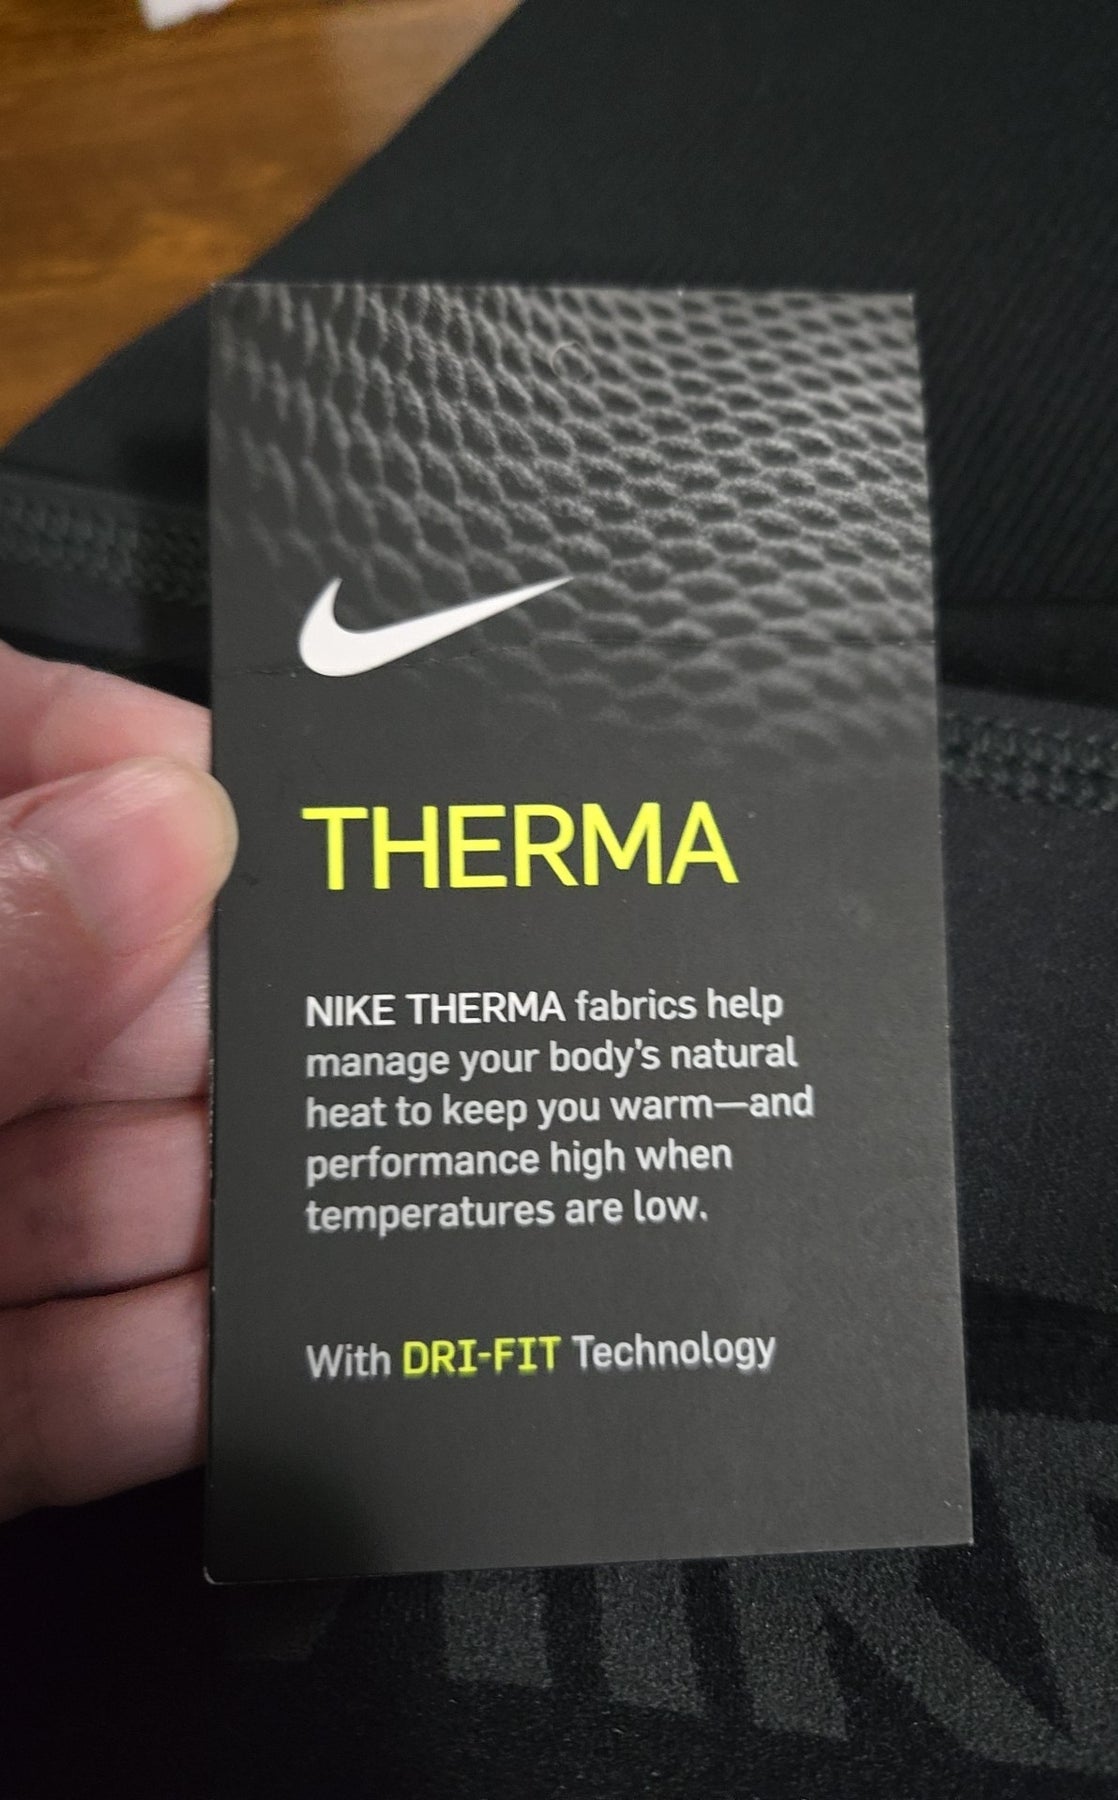 THERMA
NIKE THERMA fabrics help
manage your body's natural
heat to keep you warm—and
performance high when
temperatures are low.
With DRI-FIT Technology